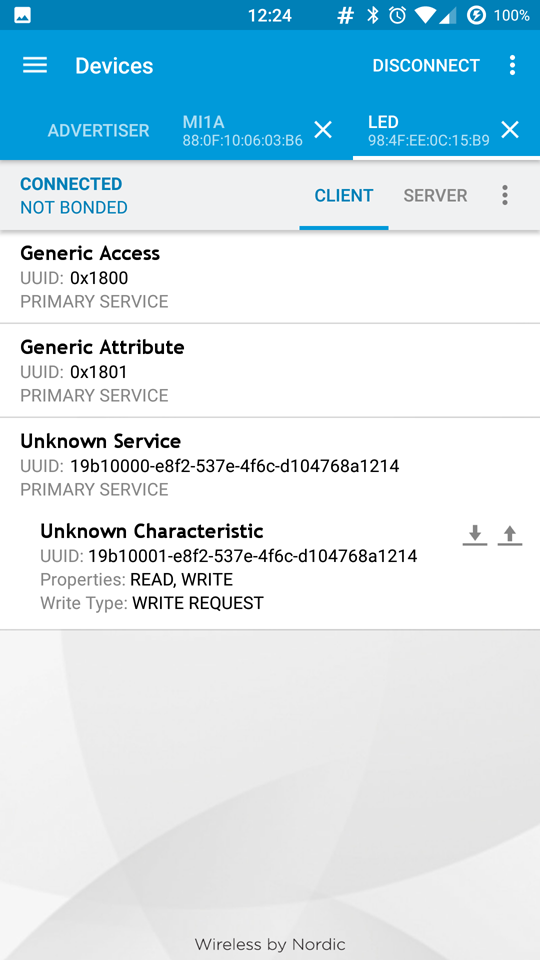 12:24
#
100%
Devices
DISCONNECT
ADVERTISER
MI1A
88:0F:10:06:03:B6
LED
98:4F:EE:0C:15:B9
CONNECTED
NOT BONDED
CLIENT
SERVER
Generic Access
UUID: 0x1800
PRIMARY SERVICE
Generic Attribute
UUID: 0x1801
PRIMARY SERVICE
Unknown Service
UUID: 19b10000-e8f2-537e-4f6c-d104768a1214
PRIMARY SERVICE
Unknown Characteristic
UUID: 19b10001-e8f2-537e-4f6c-d104768a1214
Properties: READ, WRITE
Write Type: WRITE REQUEST
Wireless by Nordic